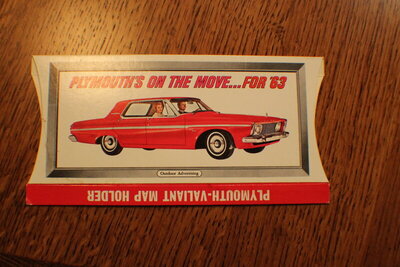 PLYMOUTH'S ON THE MOVE...FOR '63
Outdoor Advertising
PLYMOUTH-VALIANT MAP HOLDER